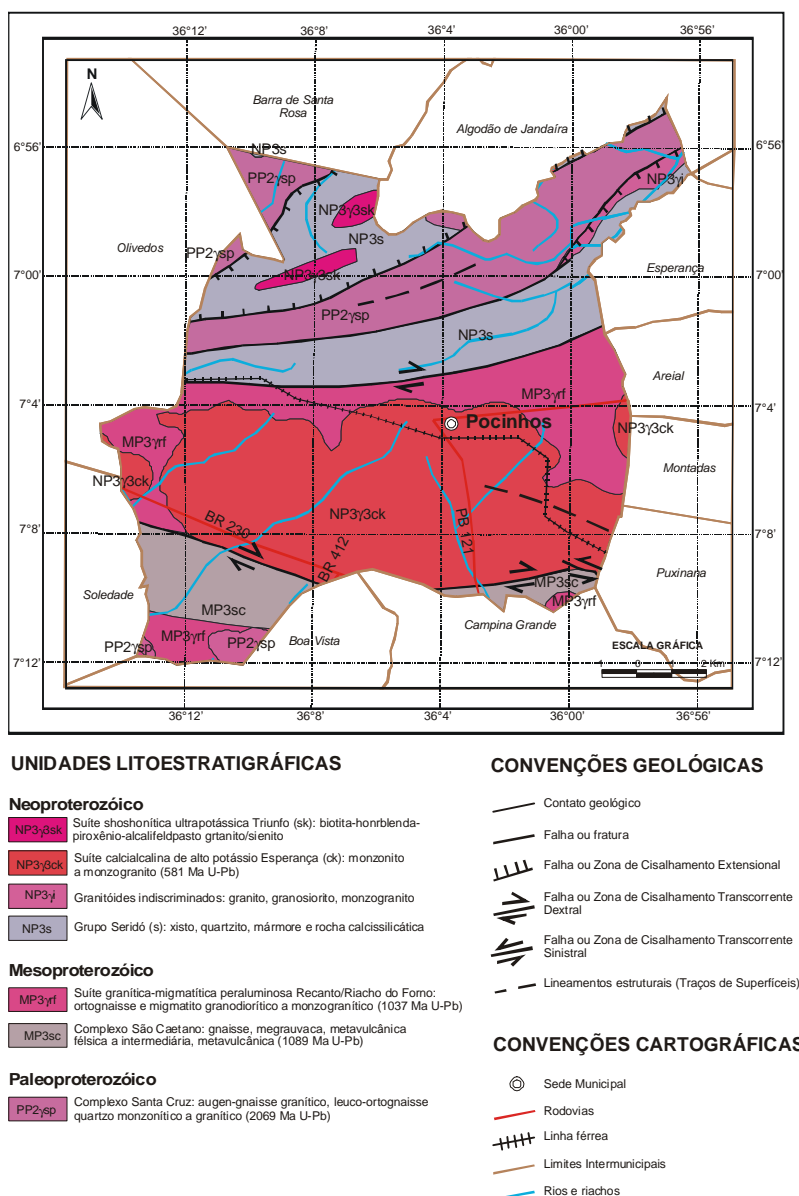 36°12' 36°8' 36°4' 36°00' 36°56'
N
Barra de Santa
Rosa
Algodão de Jandaíra
6°56' 6°56'
NP3s
PP2γsp
NP3γi
NP3γ3sk
Olivedos
NP3s
PP2γsp
Esperança
7°00' 7°00'
NP3γ3sk
PP2γsp
NP3s
Areial
MP3γrf
7°4' 7°4'
Pocinhos
NP3γ3ck
MP3γrf
Montadas
NP3γ3ck
NP3γ3ck
BR 230
PB 121
7°8' 7°8'
BR 412
Puxinana
MP3sc
Soledade
MP3sc
MP3γrf
Campina Grande
MP3γrf
Boa Vista
PP2γsp
PP2γsp
ESCALA GRÁFICA
7°12' 7°12'
2 Km
36°12' 36°8' 36°4' 36°00' 36°56'
UNIDADES LITOESTRATIGRÁFICAS
Neoproterozóico
NP3γ3sk Suíte shoshonítica ultrapotássica Triunfo (sk): biotita-honrblenda-
piroxênio-alcalifeldpasto grtanito/sienito
NP3γ3ck Suíte calcialcalina de alto potássio Esperança (ck): monzonito
a monzogranito (581 Ma U-Pb)
NP3γi Granitóides indiscriminados: granito, granosiorito, monzogranito
NP3s Grupo Seridó (s): xisto, quartzito, mármore e rocha calcissilicática
Mesoproterozóico
MP3γrf Suíte granítica-migmatítica peraluminosa Recanto/Riacho do Forno:
ortognaisse e migmatito granodiorítico a monzogranítico (1037 Ma U-Pb)
MP3sc Complexo São Caetano: gnaisse, megrauvaca, metavulcânica
félsica a intermediária, metavulcânica (1089 Ma U-Pb)
Paleoproterozóico
PP2γsp Complexo Santa Cruz: augen-gnaisse granítico, leuco-ortognaisse
quartzo monzonítico a granítico (2069 Ma U-Pb)
CONVENÇÕES GEOLÓGICAS
Contato geológico
Falha ou fratura
Falha ou Zona de Cisalhamento Extensional
Falha ou Zona de Cisalhamento Transcorrente
Dextral
Falha ou Zona de Cisalhamento Transcorrente
Sinistral
Lineamentos estruturais (Traços de Superfíceis)
CONVENÇÕES CARTOGRÁFICAS
Sede Municipal
Rodovias
Linha férrea
Limites Intermunicipais
Rios e riachos